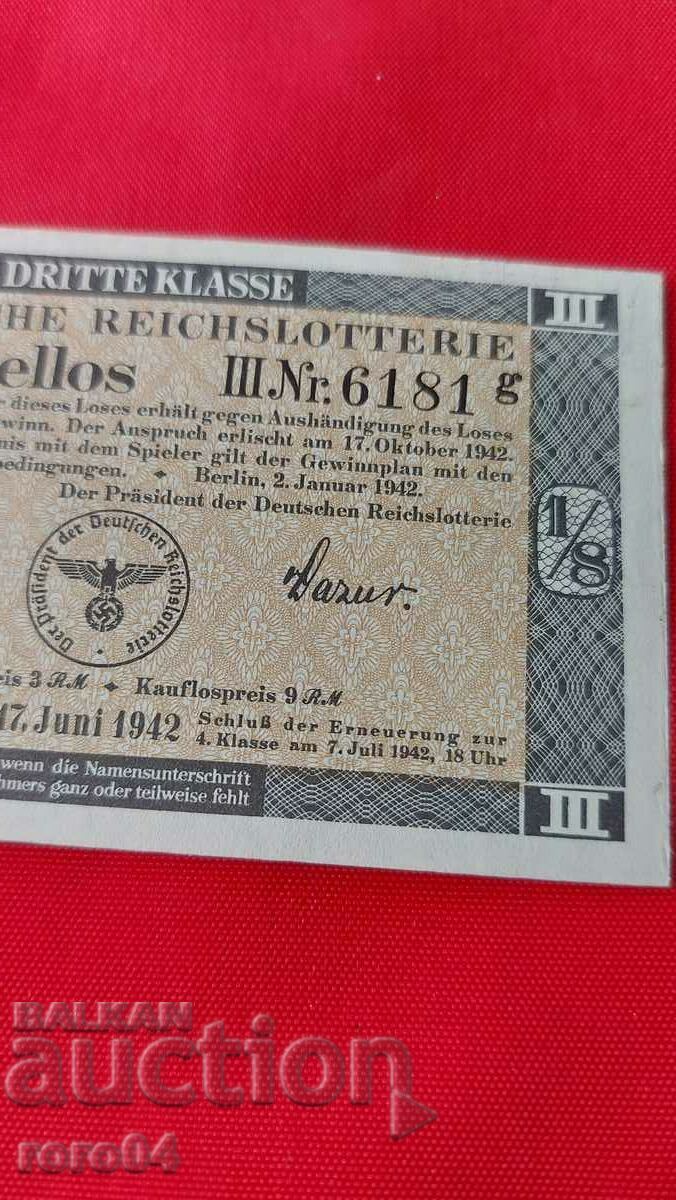 DRITTE KLASSE
III
HE REICHSLOTTERIE
ellos III Nr. 6181 g
r dieses Loses erhält gegen Aushändigung des Loses
winn. Der Anspruch erlischt am 17. Oktober 1942.
nis mit dem Spieler gilt der Gewinnplan mit den
bedingungen. Berlin, 2. Januar 1942.
Der Präsident der Deutschen Reichslotterie
1/8
Der Präsident der Deutschen Reichslotterie
Dazur.
eis 3 RM Kauflospreis 9 RM
17. Juni 1942 Schluß der Erneuerung zur
4. Klasse am 7. Juli 1942, 18 Uhr
wenn die Namensunterschrift
hmers ganz oder teilweise fehlt
III
BALKAN
auction
roro04